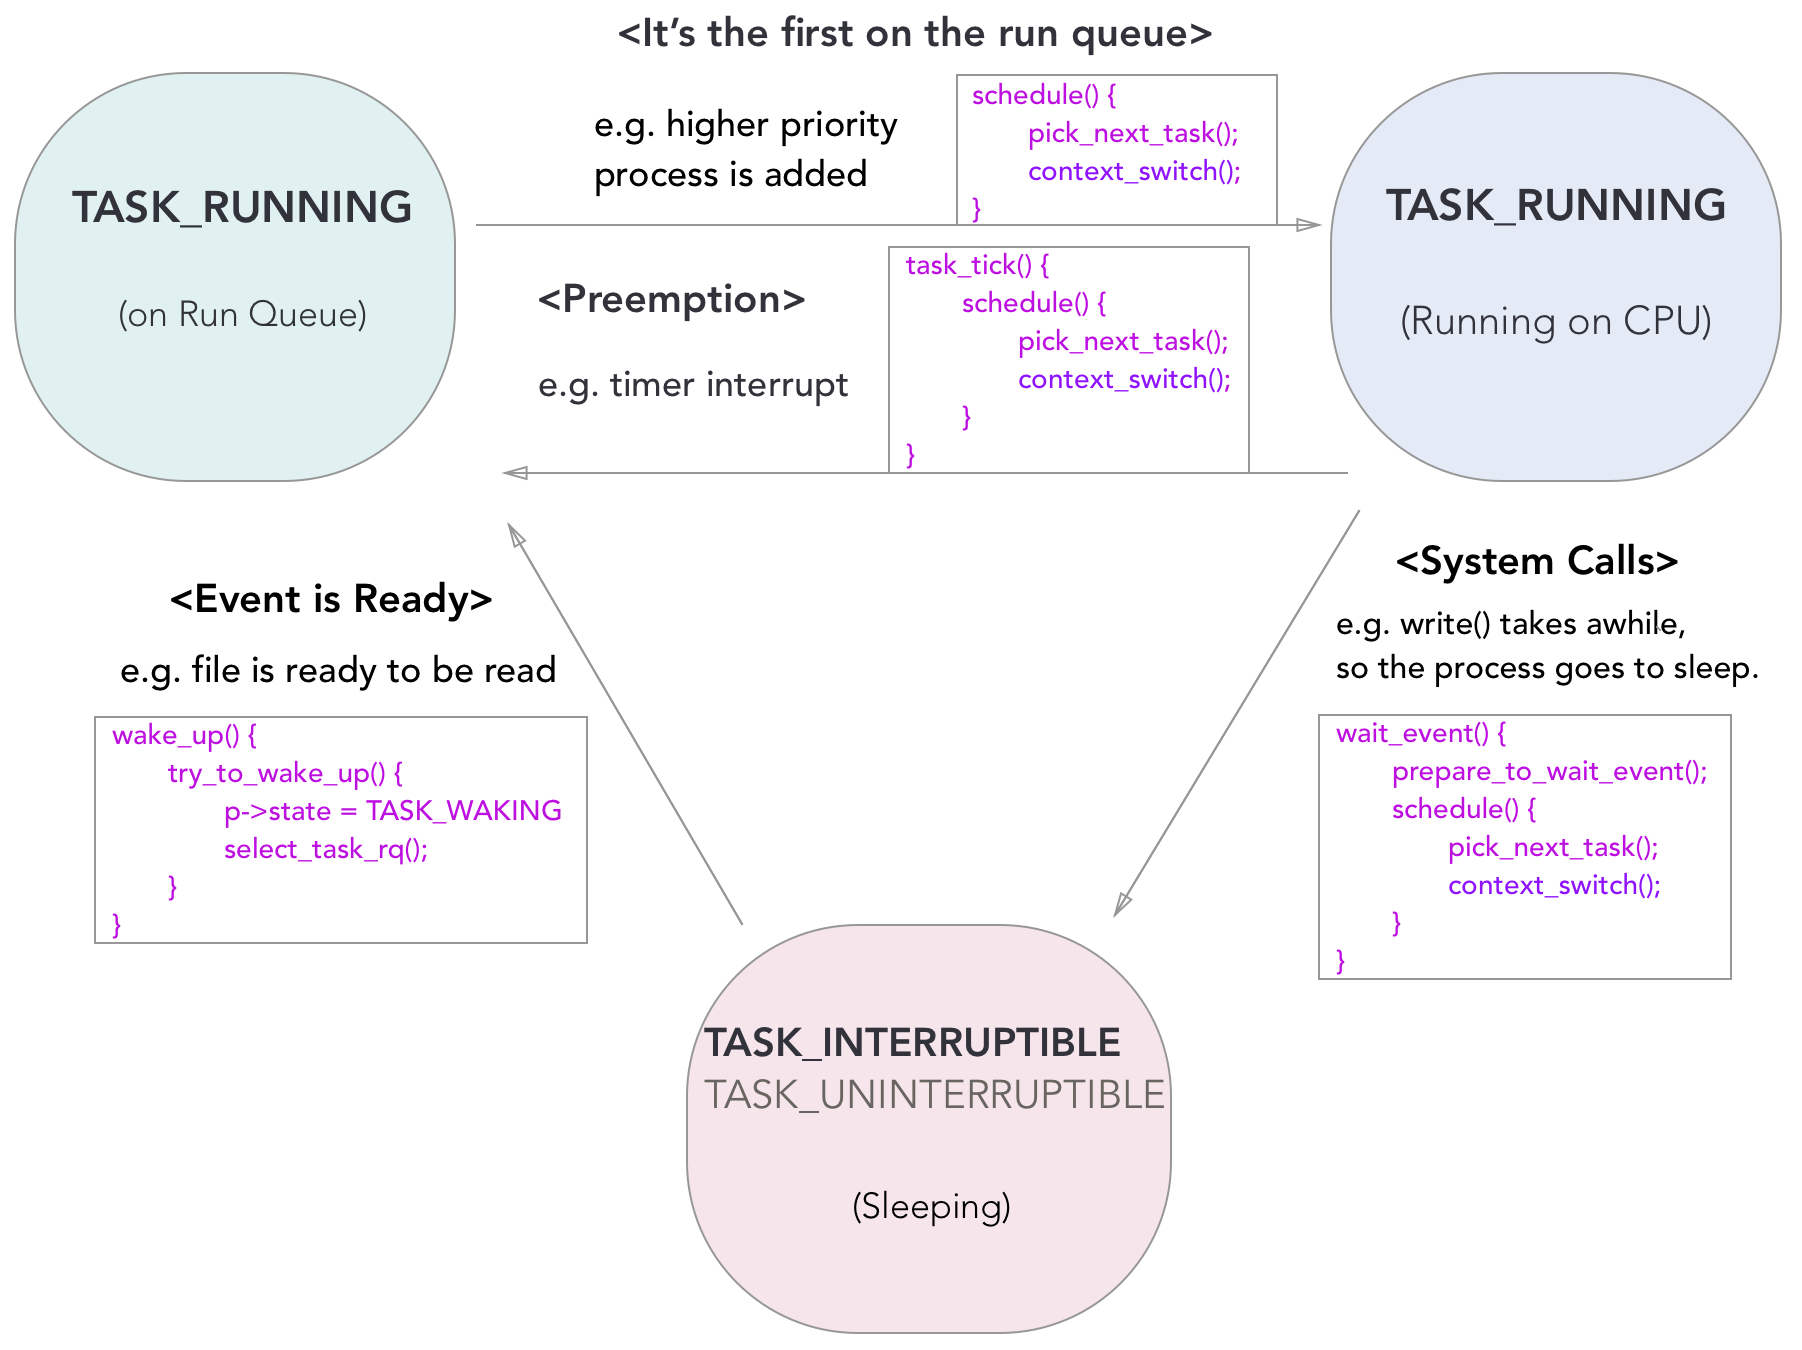 <It’s the first on the run queue>
TASK_RUNNING
(on Run Queue)
e.g. higher priority
process is added
schedule() {
pick_next_task();
context_switch();
}
TASK_RUNNING
(Running on CPU)
<Preemption>
e.g. timer interrupt
task_tick() {
schedule() {
pick_next_task();
context_switch();
}
}
<Event is Ready>
e.g. file is ready to be read
wake_up() {
try_to_wake_up() {
p->state = TASK_WAKING
select_task_rq();
}
}
<System Calls>
e.g. write() takes awhile,
so the process goes to sleep.
wait_event() {
prepare_to_wait_event();
schedule() {
pick_next_task();
context_switch();
}
}
TASK_INTERRUPTIBLE
TASK_UNINTERRUPTIBLE
(Sleeping)